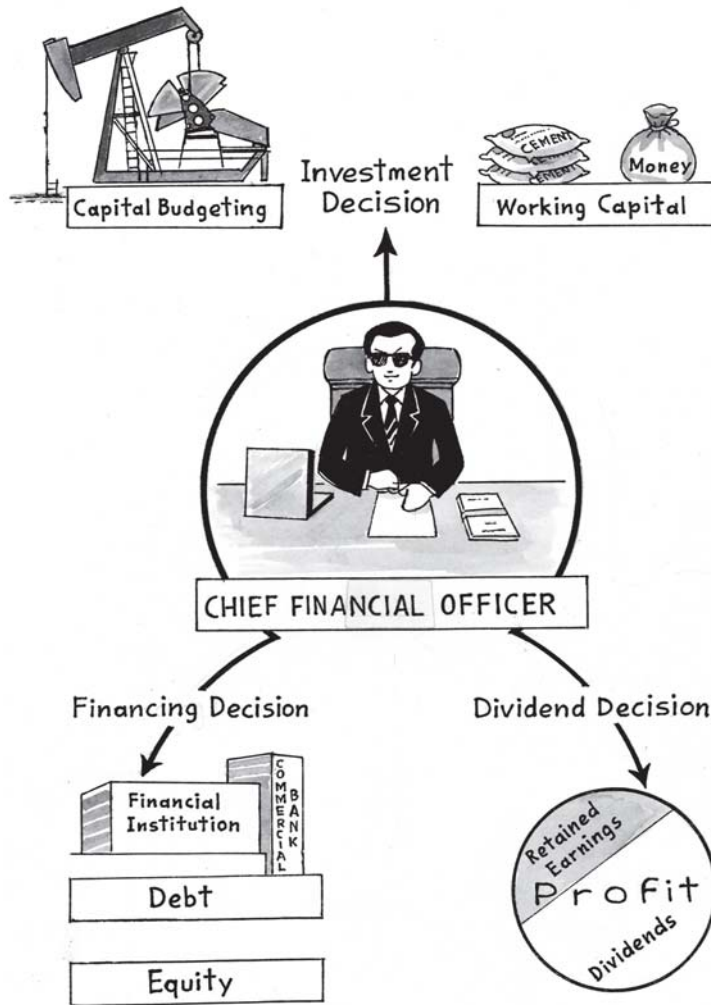 CEMENT
CEMENT
Money
Capital Budgeting
Investment
Decision
Working Capital
CHIEF FINANCIAL OFFICER
Financing Decision
Dividend Decision
Financial
Institution
COMMERCIAL
BANK
Debt
Equity
Retained
Earnings
Profit
Dividends